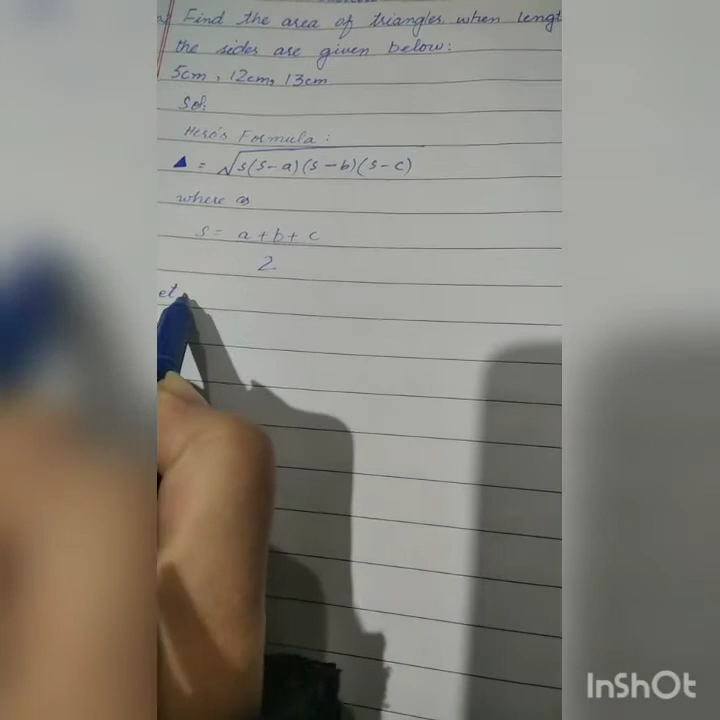 Find the area of triangles when lengt
the sides are given below:
5cm, 12cm, 13cm
Sol:
Hero's Formula:
▲ = √s(s-a)(s-b)(s-c)
where as
s = a+b+c
2
et
InShOt